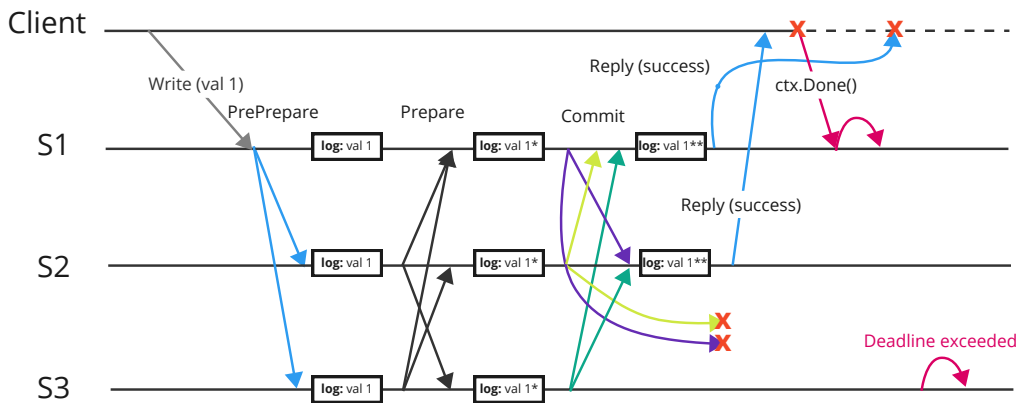 Client
X
X
Reply (success)
Write (val 1)
ctx.Done()
PrePrepare
Prepare
Commit
S1
log: val 1
log: val 1*
log: val 1**
Reply (success)
S2
log: val 1
log: val 1*
log: val 1**
X
X
Deadline exceeded
S3
log: val 1
log: val 1*